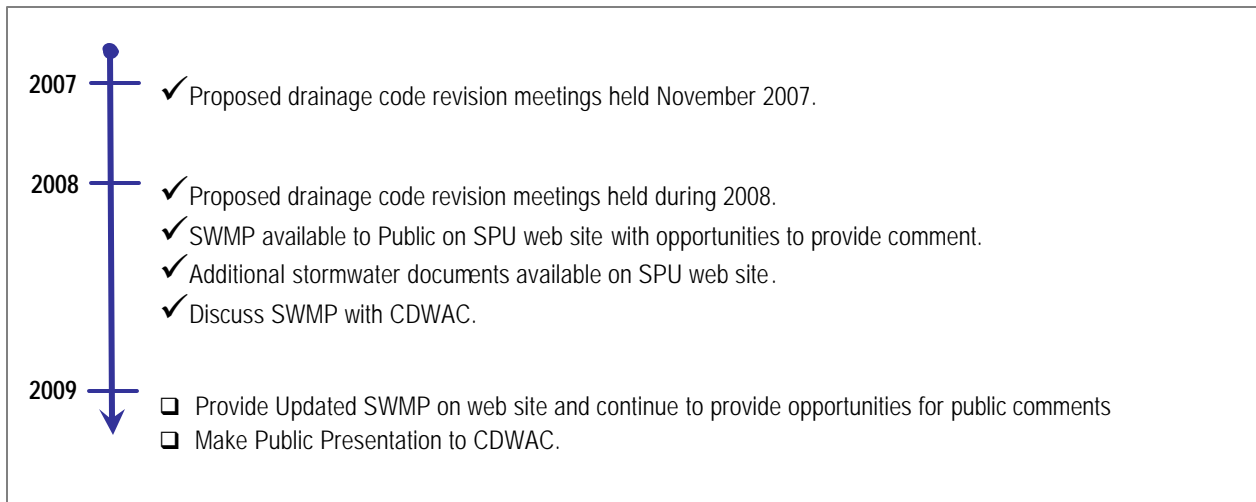 2007
✓Proposed drainage code revision meetings held November 2007.
2008
✓Proposed drainage code revision meetings held during 2008.
✓SWMP available to Public on SPU web site with opportunities to provide comment.
✓Additional stormwater documents available on SPU web site.
✓Discuss SWMP with CDWAC.
2009
❑ Provide Updated SWMP on web site and continue to provide opportunities for public comments
❑ Make Public Presentation to CDWAC.